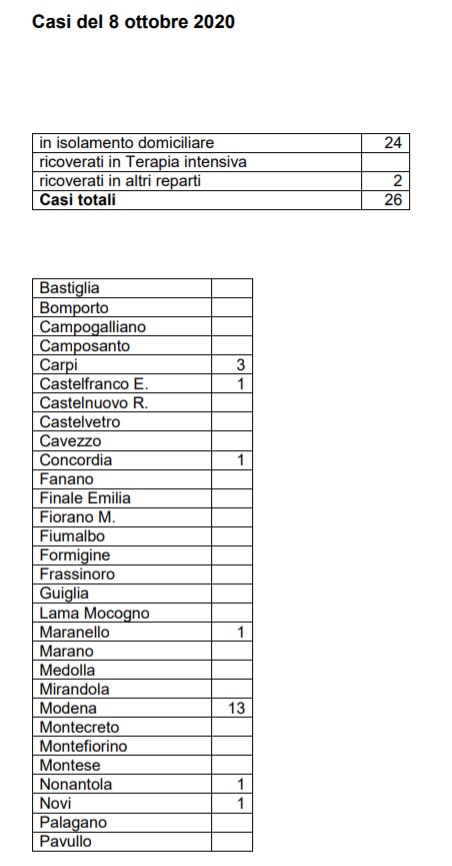 Casi del 8 ottobre 2020
in isolamento domiciliare 24
ricoverati in Terapia intensiva
ricoverati in altri reparti 2
Casi totali 26
Bastiglia
Bomporto
Campogalliano
Camposanto
Carpi 3
Castelfranco E. 1
Castelnuovo R.
Castelvetro
Cavezzo
Concordia 1
Fanano
Finale Emilia
Fiorano M.
Fiumalbo
Formigine
Frassinoro
Guiglia
Lama Mocogno
Maranello 1
Marano
Medolla
Mirandola
Modena 13
Montecreto
Montefiorino
Montese
Nonantola 1
Novi 1
Palagano
Pavullo